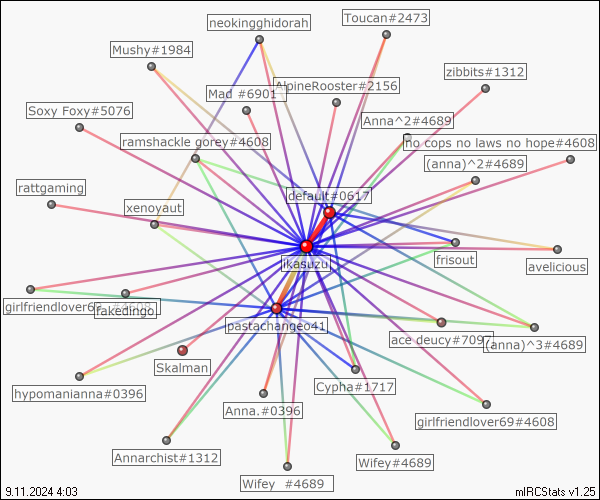 Toucan#2473
neokingghidorah
Mushy#1984
zibbits#1312
AlpineRooster#2156
Mad #6901
Soxy Foxy#5076
Anna^2#4689
ramshackle gorey#4608
no cops no laws no hope#4608
(anna)^2#4689
rattgaming
default#0617
xenoyaut
ikasuzu
frisout
avelicious
girlfriendlover6
fakedingo
pastachangeo41
ace deucy#709
(anna)^3#4689
Skalman
Cypha#1717
hypomanianna#0396
Anna.#0396
girlfriendlover69#4608
Annarchist#1312
Wifey#4689
Wifey #4689
9.11.2024 4:03
mIRCStats v1.25